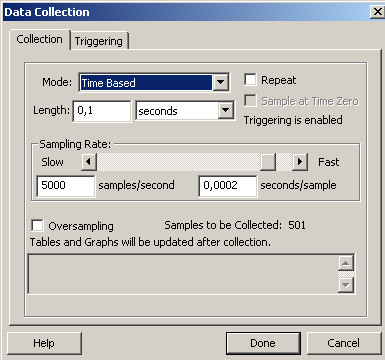 Data Collection
Collection Triggering
Mode: Time Based Repeat
Sample at Time Zero
Length: 0,1 seconds
Triggering is enabled
Sampling Rate:
Slow Fast
5000 samples/second 0,0002 seconds/sample
Oversampling Samples to be Collected: 501
Tables and Graphs will be updated after collection.
Help Done Cancel